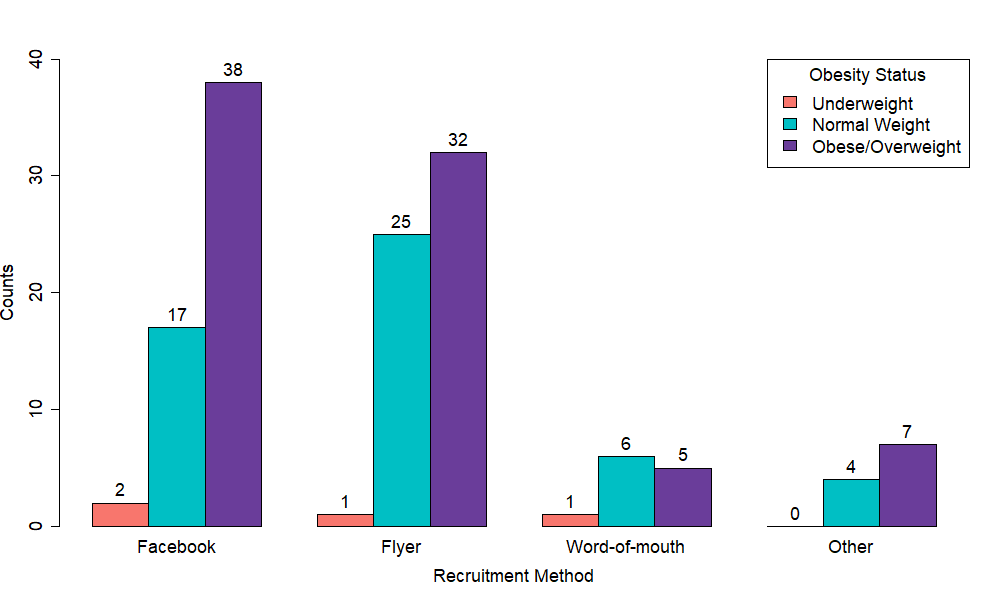 40
30
20
10
0
Counts
38
17
2
32
25
1
1
6
5
0
4
7
Facebook
Flyer
Word-of-mouth
Other
Recruitment Method
Obesity Status
Underweight
Normal Weight
Obese/Overweight